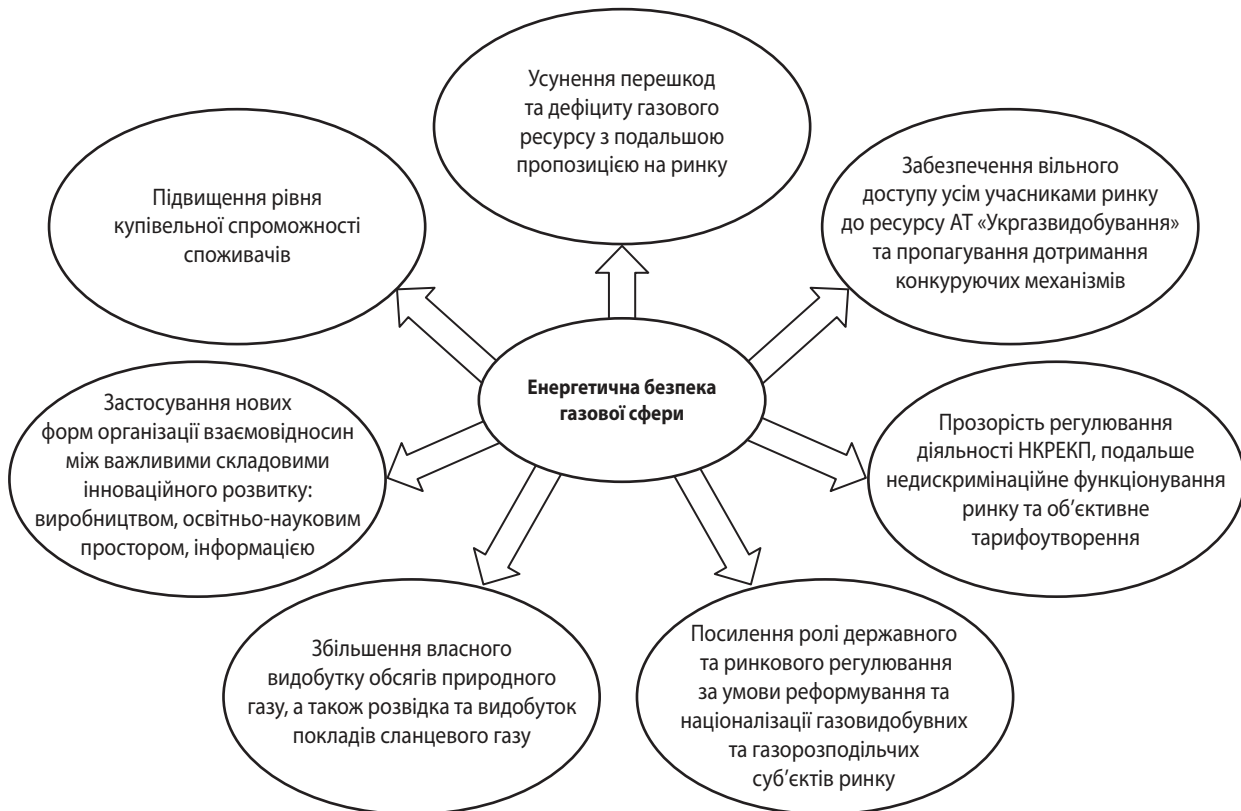 Усунення перешкод
та дефіциту газового
ресурсу з подальшою
пропозицією на ринку
Підвищення рівня
купівельної спроможності
споживачів
Забезпечення вільного
доступу усім учасниками ринку
до ресурсу АТ «Укргазвидобування»
та пропагування дотримання
конкуруючих механізмів
Енергетична безпека
газової сфери
Застосування нових
форм організації взаємовідносин
між важливими складовими
інноваційного розвитку:
виробництвом, освітньо-науковим
простором, інформацією
Прозорість регулювання
діяльності НКРЕКП, подальше
недискримінаційне функціонування
ринку та об’єктивне
тарифоутворення
Збільшення власного
видобутку обсягів природного
газу, а також розвідка та видобуток
покладів сланцевого газу
Посилення ролі державного
та ринкового регулювання
за умови реформування та
націоналізації газовидобувних
та газорозподільчих
суб’єктів ринку